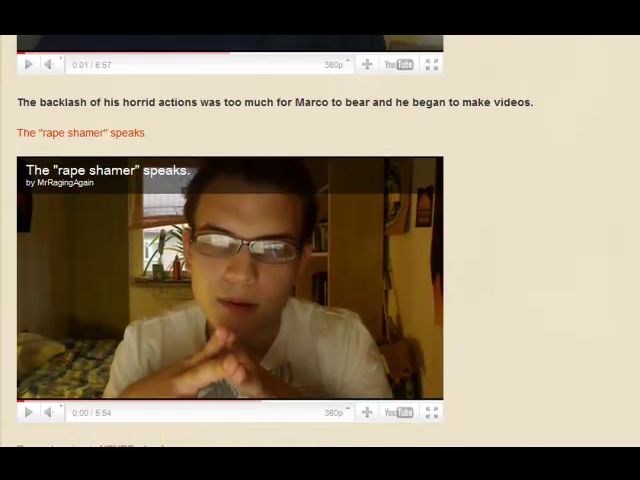 0:01 / 6:57
360p
YouTube
The backlash of his horrid actions was too much for Marco to bear and he began to make videos.
The "rape shamer" speaks.
The "rape shamer" speaks.
by MrRagingAgain
0:00 / 5:54
360p
YouTube